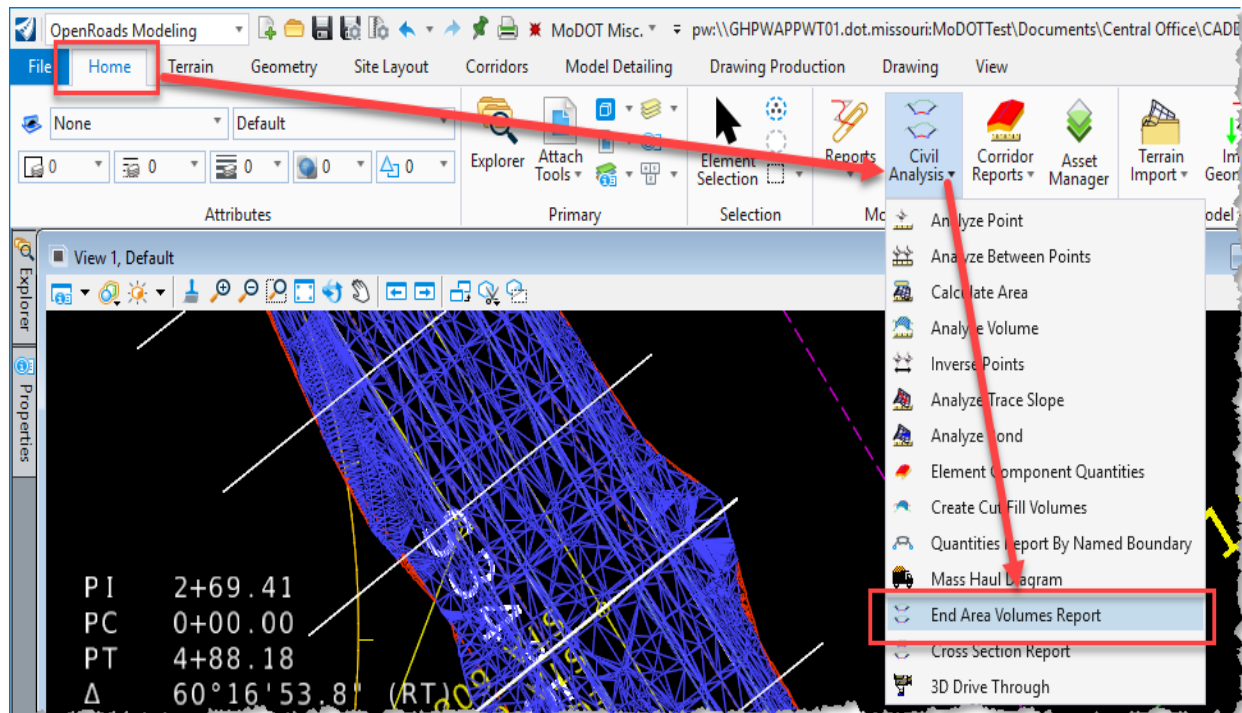 OpenRoads Modeling MoDOT Misc. pw:\\GHPWAPPWT01.dot.missouri:MoDOTTest\Documents\Central Office\CADD
File Home Terrain Geometry Site Layout Corridors Model Detailing Drawing Production Drawing View
None Default
0 0 0 0 0
Explorer Attach Tools Element Selection Reports Civil Analysis Corridor Reports Asset Manager Terrain Import
Attributes Primary Selection
View 1, Default
Explorer
Properties
Analyze Point
Analyze Between Points
Calculate Area
Analyze Volume
Inverse Points
Analyze Trace Slope
Analyze Pond
Element Component Quantities
Create Cut Fill Volumes
Quantities Report By Named Boundary
Mass Haul Diagram
End Area Volumes Report
Cross Section Report
3D Drive Through
PI 2+69.41
PC 0+00.00
PT 4+88.18
Δ 60°16'53.8" (RT)